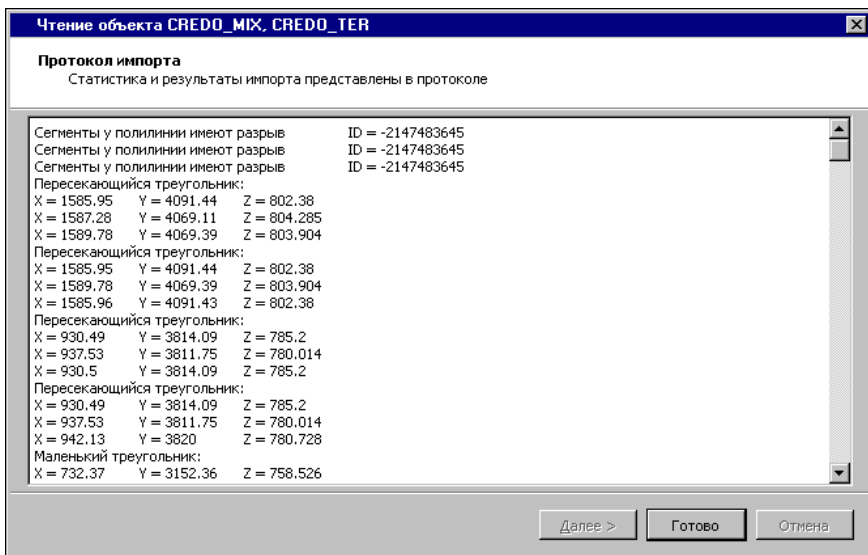 Чтение объекта CREDO_MIX, CREDO_TER
Протокол импорта
Статистика и результаты импорта представлены в протоколе
Сегменты у полилинии имеют разрыв ID = -2147483645
Сегменты у полилинии имеют разрыв ID = -2147483645
Сегменты у полилинии имеют разрыв ID = -2147483645
Пересекающийся треугольник:
X = 1585.95 Y = 4091.44 Z = 802.38
X = 1587.28 Y = 4069.11 Z = 804.285
X = 1589.78 Y = 4069.39 Z = 803.904
Пересекающийся треугольник:
X = 1585.95 Y = 4091.44 Z = 802.38
X = 1589.78 Y = 4069.39 Z = 803.904
X = 1585.96 Y = 4091.43 Z = 802.38
Пересекающийся треугольник:
X = 930.49 Y = 3814.09 Z = 785.2
X = 937.53 Y = 3811.75 Z = 780.014
X = 930.5 Y = 3814.09 Z = 785.2
Пересекающийся треугольник:
X = 930.49 Y = 3814.09 Z = 785.2
X = 937.53 Y = 3811.75 Z = 780.014
X = 942.13 Y = 3820 Z = 780.728
Маленький треугольник:
X = 732.37 Y = 3152.36 Z = 758.526
Далее > Готово Отмена